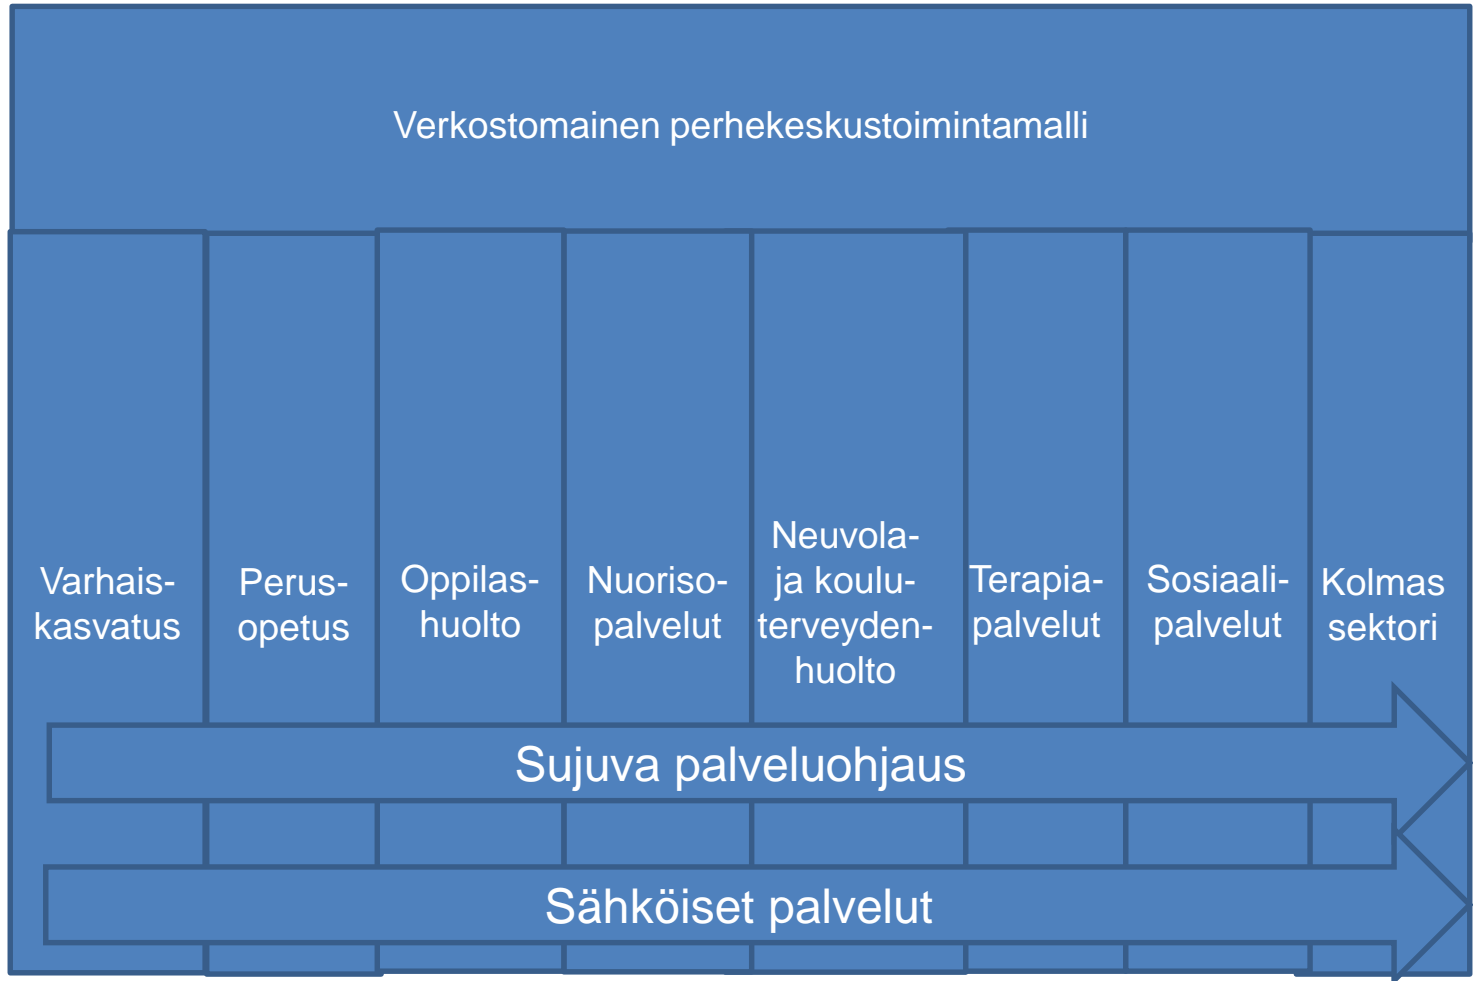 Verkostomainen perhekeskustoimintamalli
Varhais-
kasvatus
Perus-
opetus
Oppilas-
huolto
Nuoriso-
palvelut
Neuvola-
ja koulu-
terveyden-
huolto
Terapia-
palvelut
Sosiaali-
palvelut
Kolmas
sektori
Sujuva palveluohjaus
Sähköiset palvelut